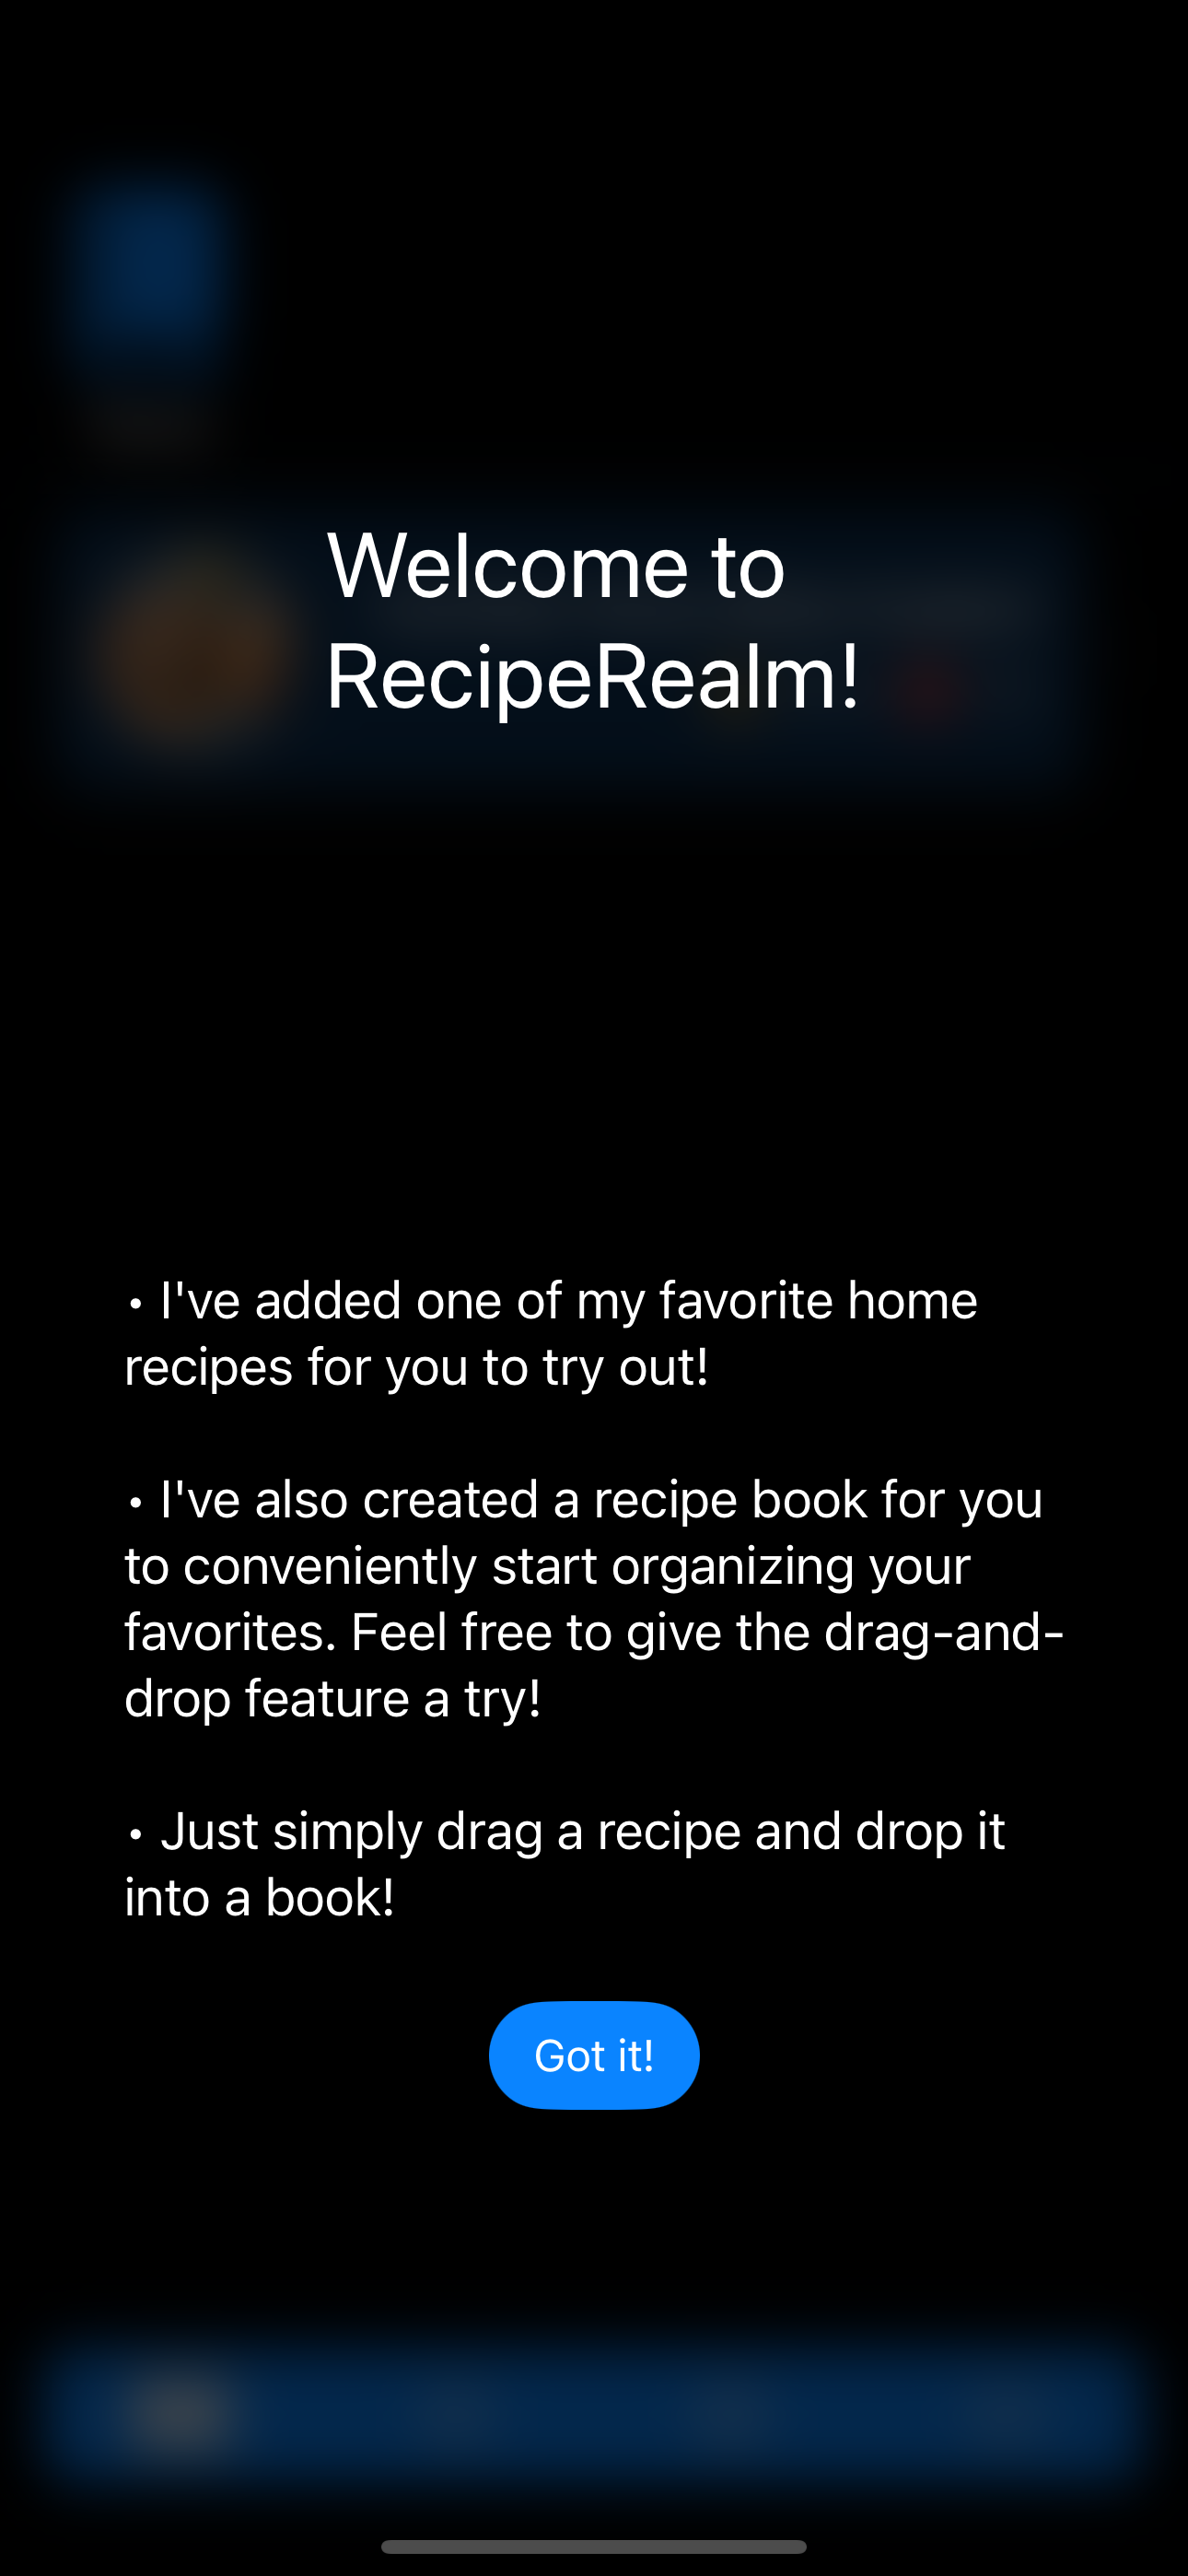 Welcome to
RecipeRealm!
• I've added one of my favorite home
recipes for you to try out!
• I've also created a recipe book for you
to conveniently start organizing your
favorites. Feel free to give the drag-and-
drop feature a try!
• Just simply drag a recipe and drop it
into a book!
Got it!